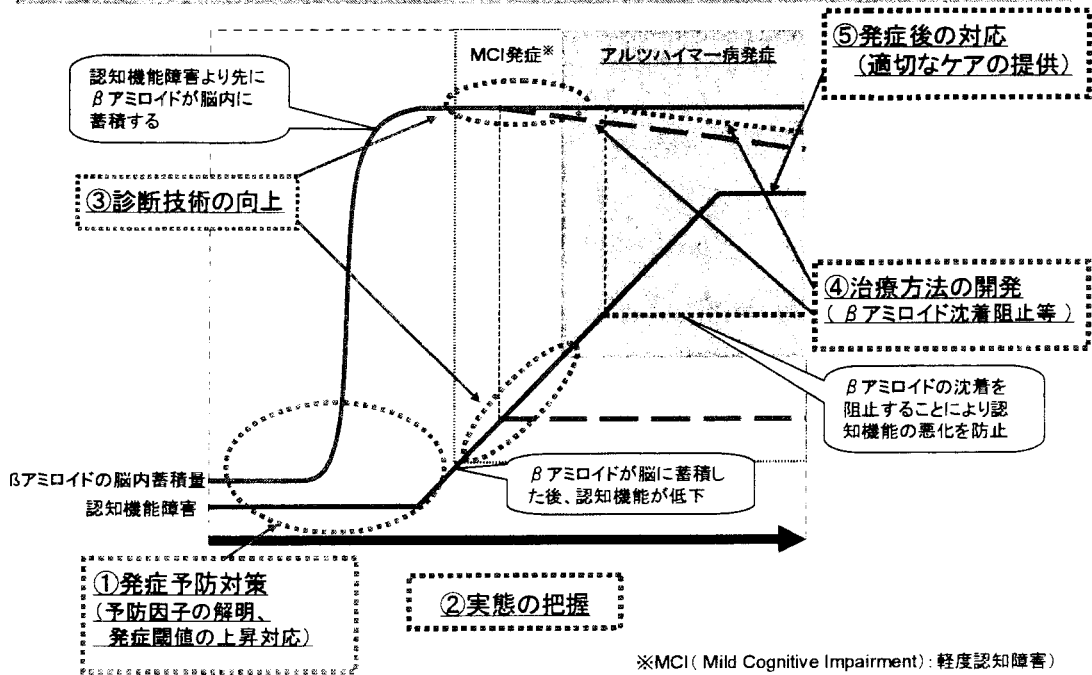 ⑤発症後の対応
(適切なケアの提供)
MCI発症※
アルツハイマー病発症
認知機能障害より先に
βアミロイドが脳内に
蓄積する
③診断技術の向上
④治療方法の開発
(βアミロイド沈着阻止等)
βアミロイドの沈着を
阻止することにより認
知機能の悪化を防止
βアミロイドが脳に蓄積し
た後、認知機能が低下
βアミロイドの脳内蓄積量
認知機能障害
①発症予防対策
(予防因子の解明、
発症閾値の上昇対応)
②実態の把握
※MCI(Mild Cognitive Impairment):軽度認知障害)